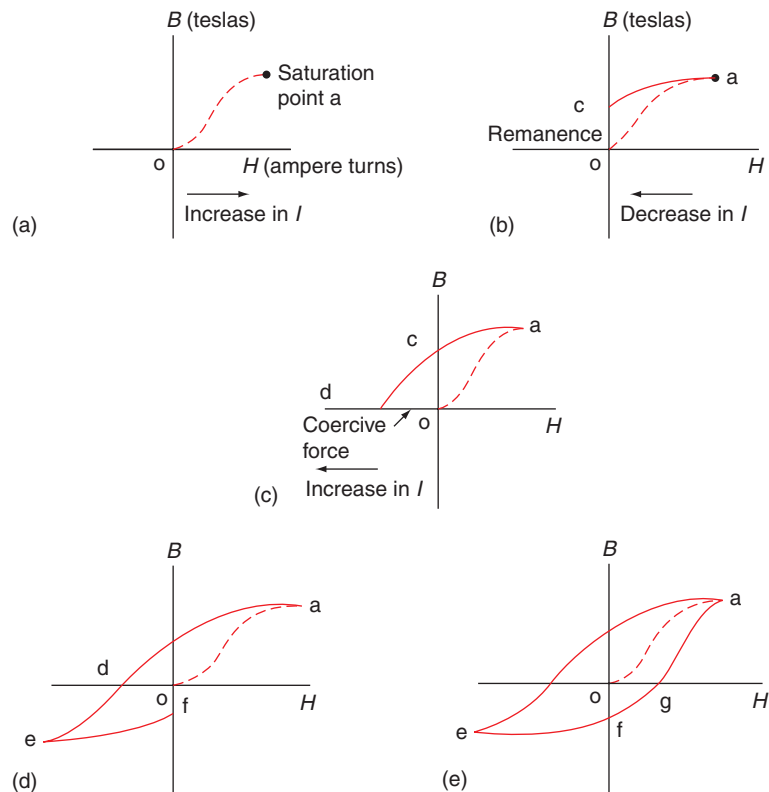 B (teslas)
Saturation
point a
o
H (ampere turns)
Increase in I
(a)
B (teslas)
c
a
Remanence
o
H
Decrease in I
(b)
B
c
a
d
Coercive
force
o
H
Increase in I
(c)
B
a
d
o
H
f
e
(d)
B
a
o
g
H
f
e
(e)